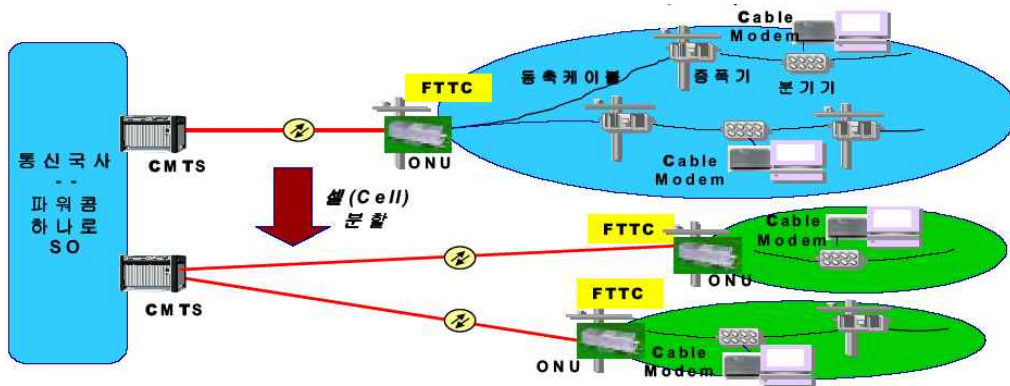 Cable
Modem
동축케이블
증폭기
분기기
FTTC
CMTS
ONU
통신국사
--
파워콤
하나로
SO
Cable
Modem
셀(Cell)
분할
FTTC
Cable
Modem
ONU
CMTS
FTTC
ONU
Cable
Modem